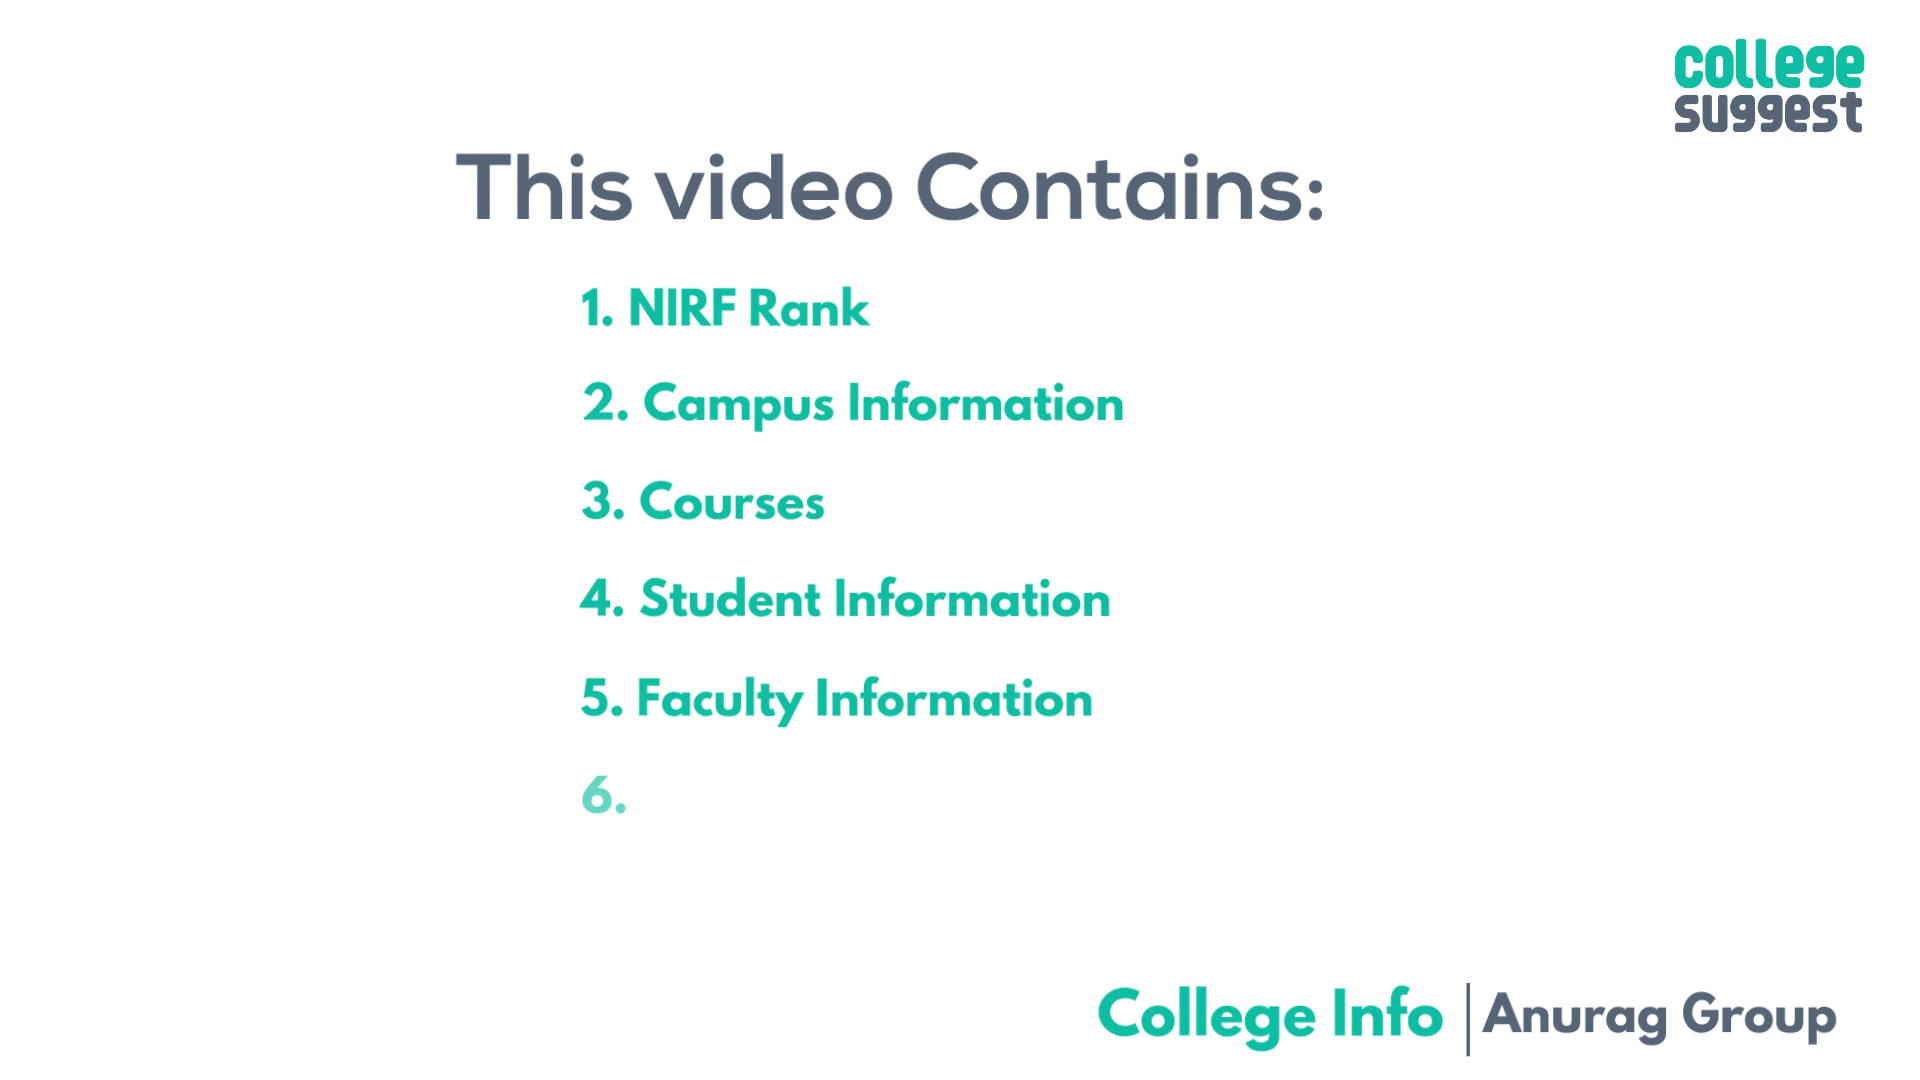 college
suggest
This video Contains:
1. NIRF Rank
2. Campus Information
3. Courses
4. Student Information
5. Faculty Information
6.
College Info | Anurag Group